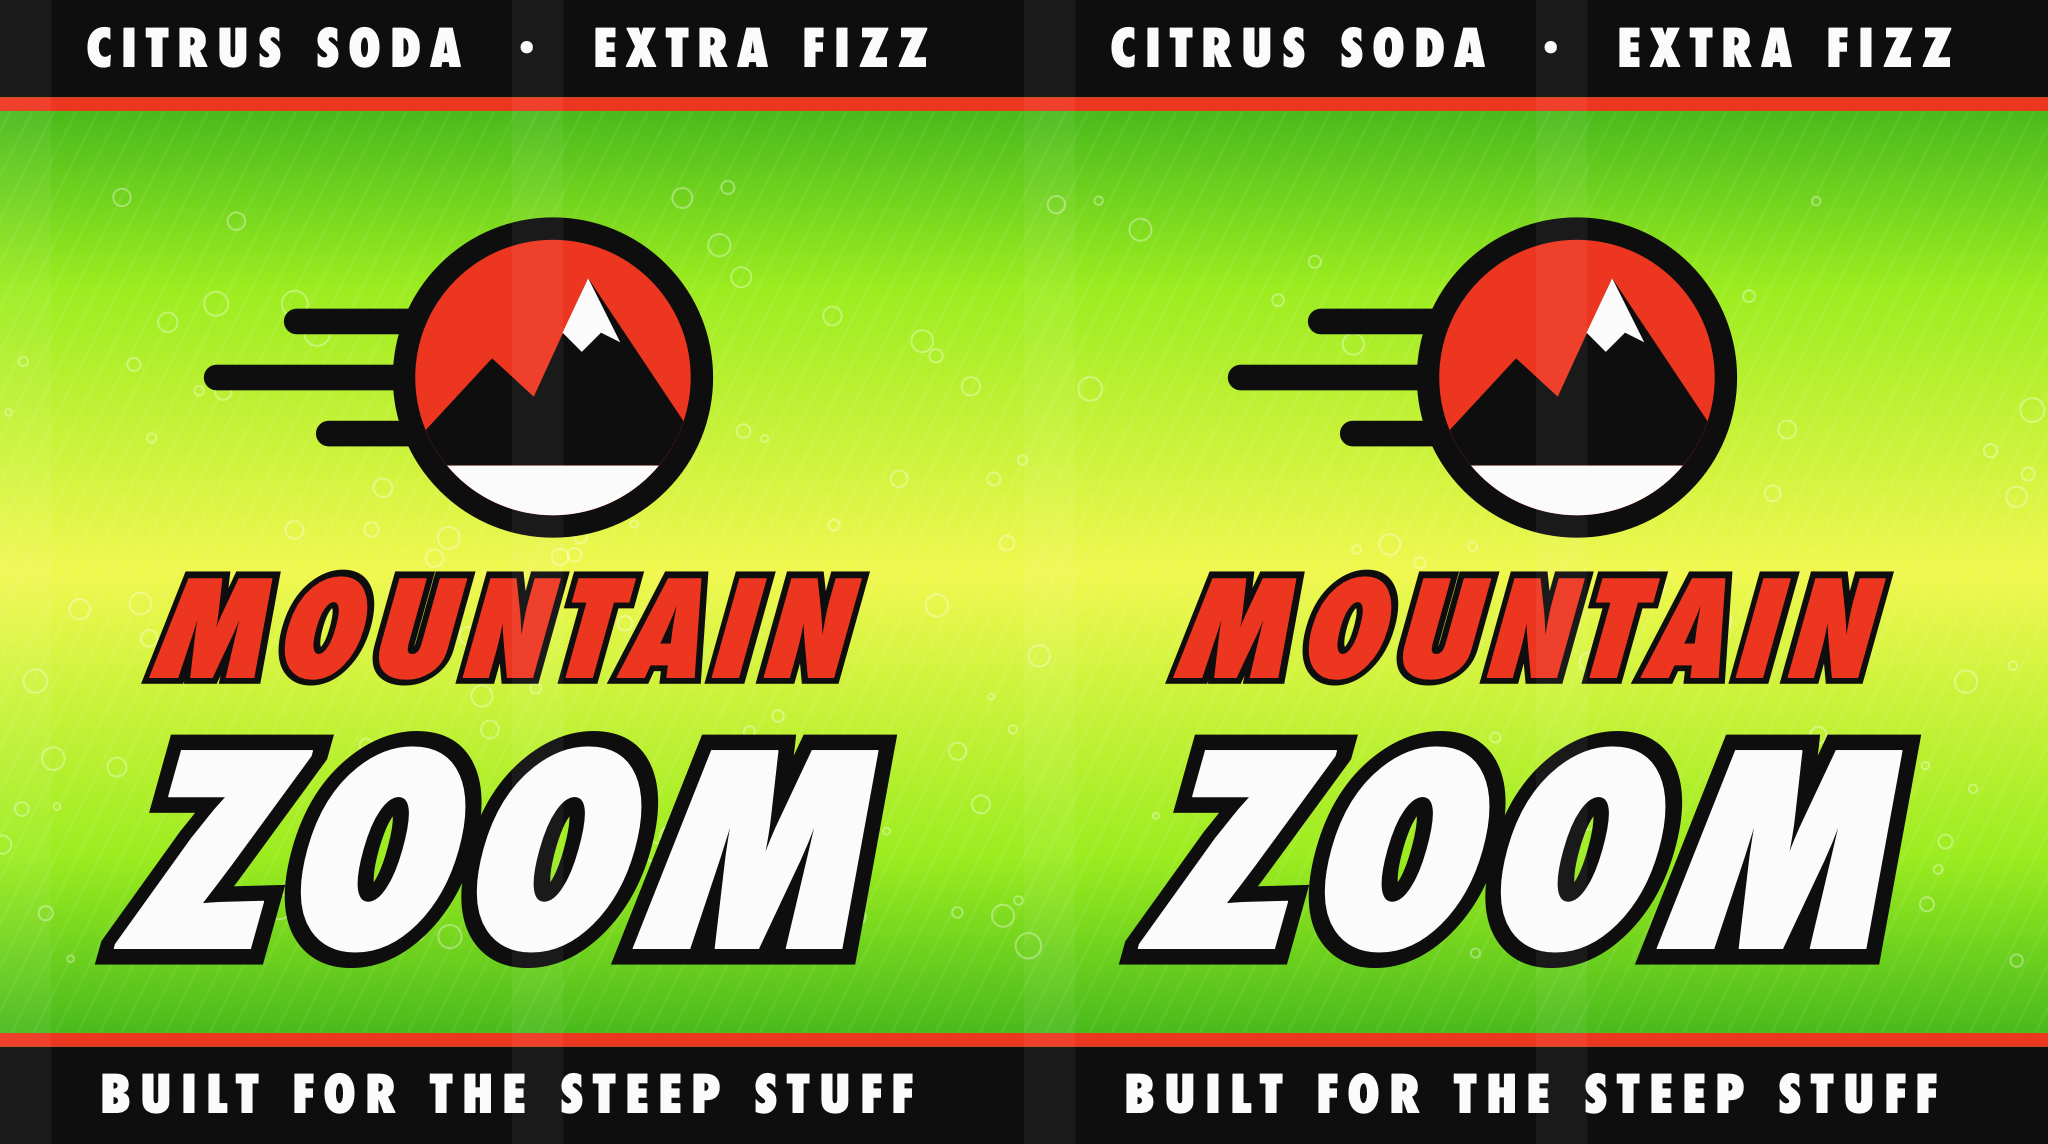 CITRUS SODA • EXTRA FIZZ CITRUS SODA • EXTRA FIZZ
MOUNTAIN MOUNTAIN
ZOOM ZOOM
BUILT FOR THE STEEP STUFF BUILT FOR THE STEEP STUFF